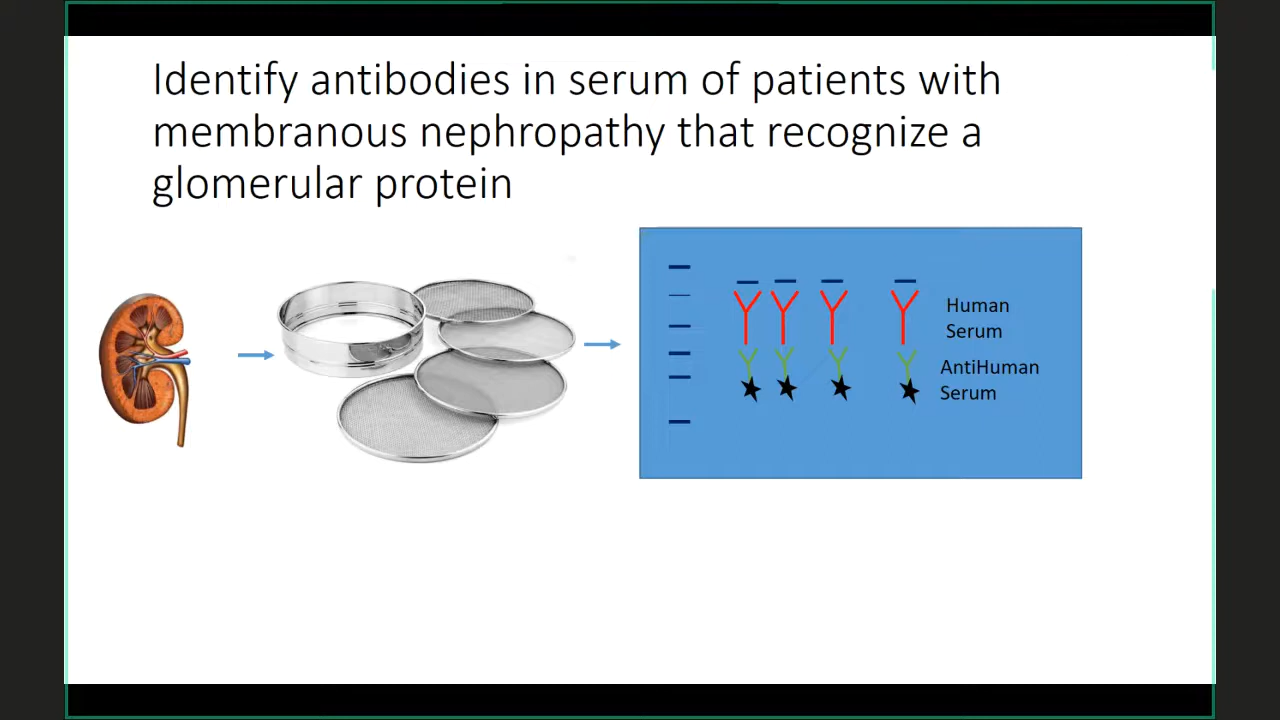 Identify antibodies in serum of patients with
membranous nephropathy that recognize a
glomerular protein
Human
Serum
AntiHuman
Serum